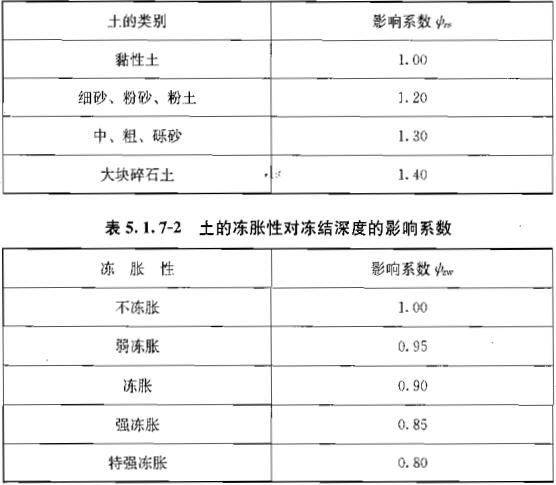 土的类别 影响系数 ψzs
黏性土 1.00
细砂、粉砂、粉土 1.20
中、粗、砾砂 1.30
大块碎石土 1.40
表 5.1.7-2 土的冻胀性对冻结深度的影响系数
冻 胀 性 影响系数 ψzw
不冻胀 1.00
弱冻胀 0.95
冻胀 0.90
强冻胀 0.85
特强冻胀 0.80